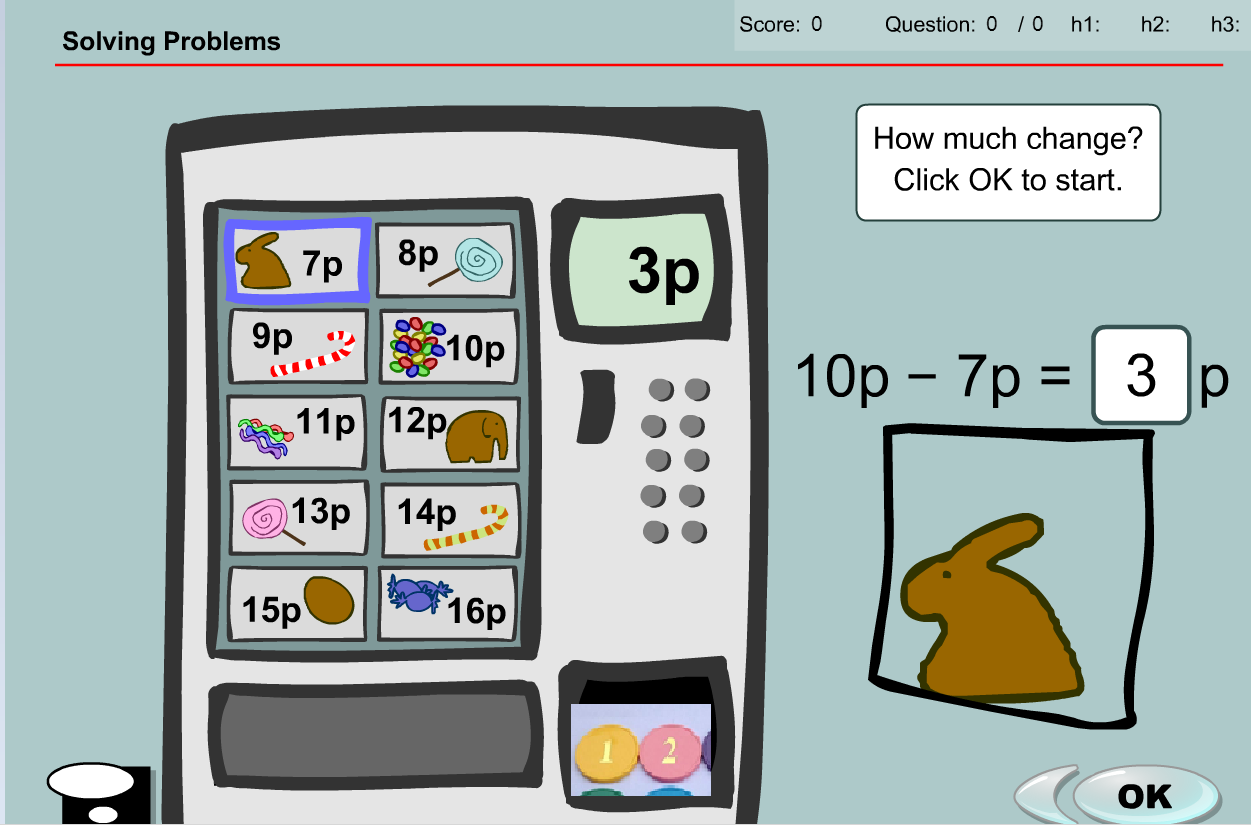 Solving Problems
Score: 0 Question: 0 / 0 h1: h2: h3:
How much change?
Click OK to start.
7p 8p
3p
9p 10p
10p − 7p = 3 p
11p 12p
13p 14p
15p 16p
1 2
OK